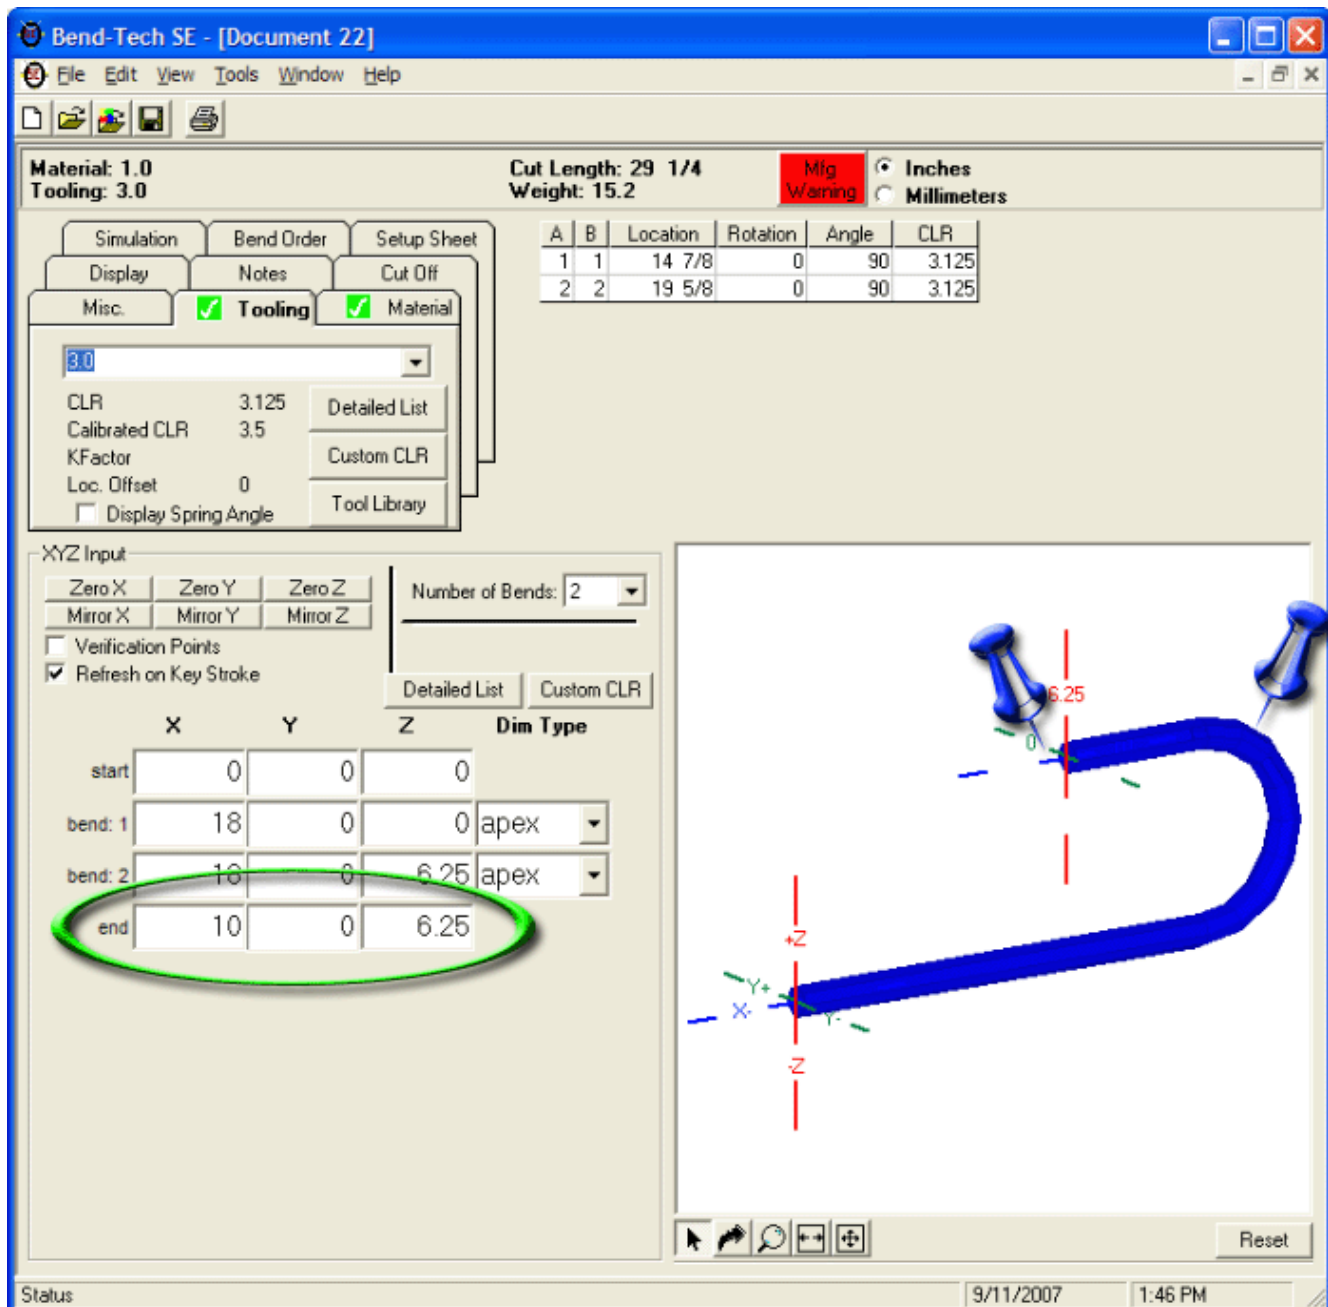 Bend-Tech SE - [Document 22]
File Edit View Tools Window Help
Material: 1.0
Tooling: 3.0
Cut Length: 29 1/4
Weight: 15.2
Mfg
Warning
Inches
Millimeters
Simulation Bend Order Setup Sheet
Display Notes Cut Off
Misc. Tooling Material
3.0
CLR 3.125
Calibrated CLR 3.5
KFactor
Loc. Offset 0
Display Spring Angle
Detailed List
Custom CLR
Tool Library
A B Location Rotation Angle CLR
1 1 14 7/8 0 90 3.125
2 2 19 5/8 0 90 3.125
XYZ Input
Zero X Zero Y Zero Z
Mirror X Mirror Y Mirror Z
Verification Points
Refresh on Key Stroke
Number of Bends: 2
Detailed List Custom CLR
X Y Z Dim Type
start 0 0 0
bend: 1 18 0 0 apex
bend: 2 18 0 6.25 apex
end 10 0 6.25
6.25
0
+Z
Y+
X-
Y-
-Z
Reset
Status 9/11/2007 1:46 PM